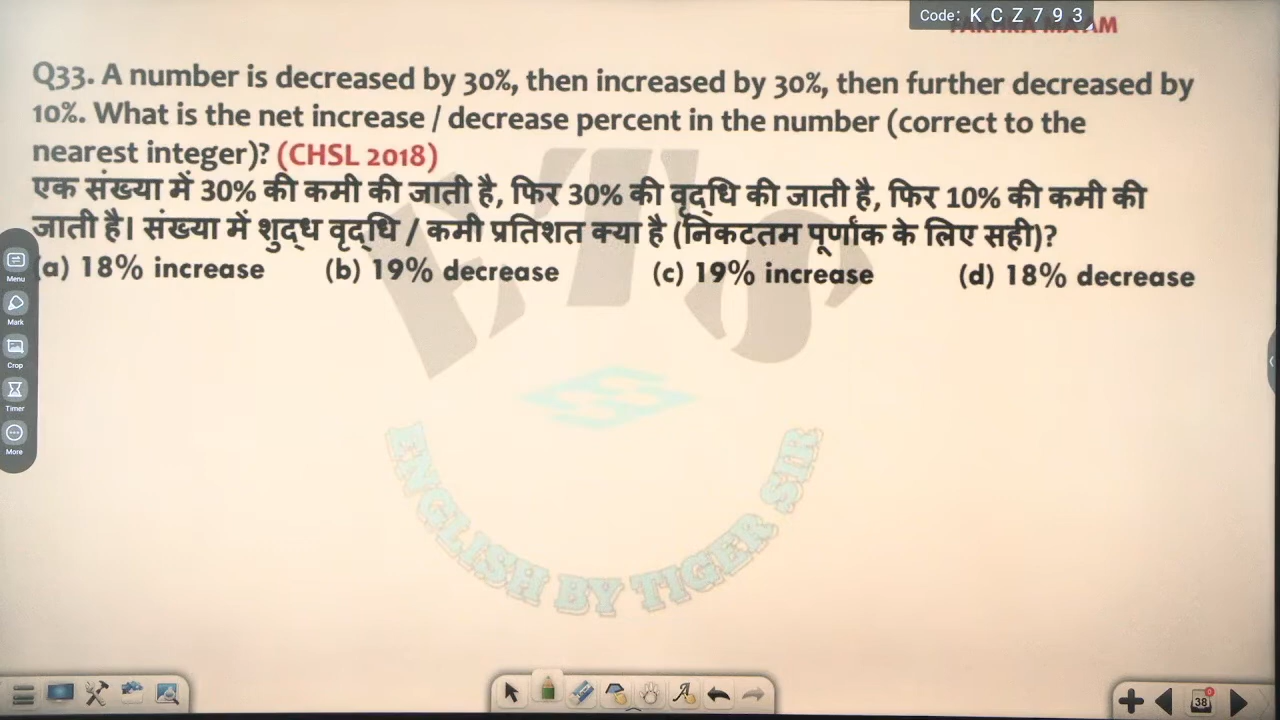 Code: K C Z 7 9 3
Q33. A number is decreased by 30%, then increased by 30%, then further decreased by
10%. What is the net increase / decrease percent in the number (correct to the
nearest integer)? (CHSL 2018)
एक संख्या में 30% की कमी की जाती है, फिर 30% की वृद्धि की जाती है, फिर 10% की कमी की
जाती है। संख्या में शुद्ध वृद्धि / कमी प्रतिशत क्या है (निकटतम पूर्णांक के लिए सही)?
(a) 18% increase (b) 19% decrease (c) 19% increase (d) 18% decrease
Menu
Mark
Crop
Timer
More
ETS
ENGLISH BY TIGER SIR
38